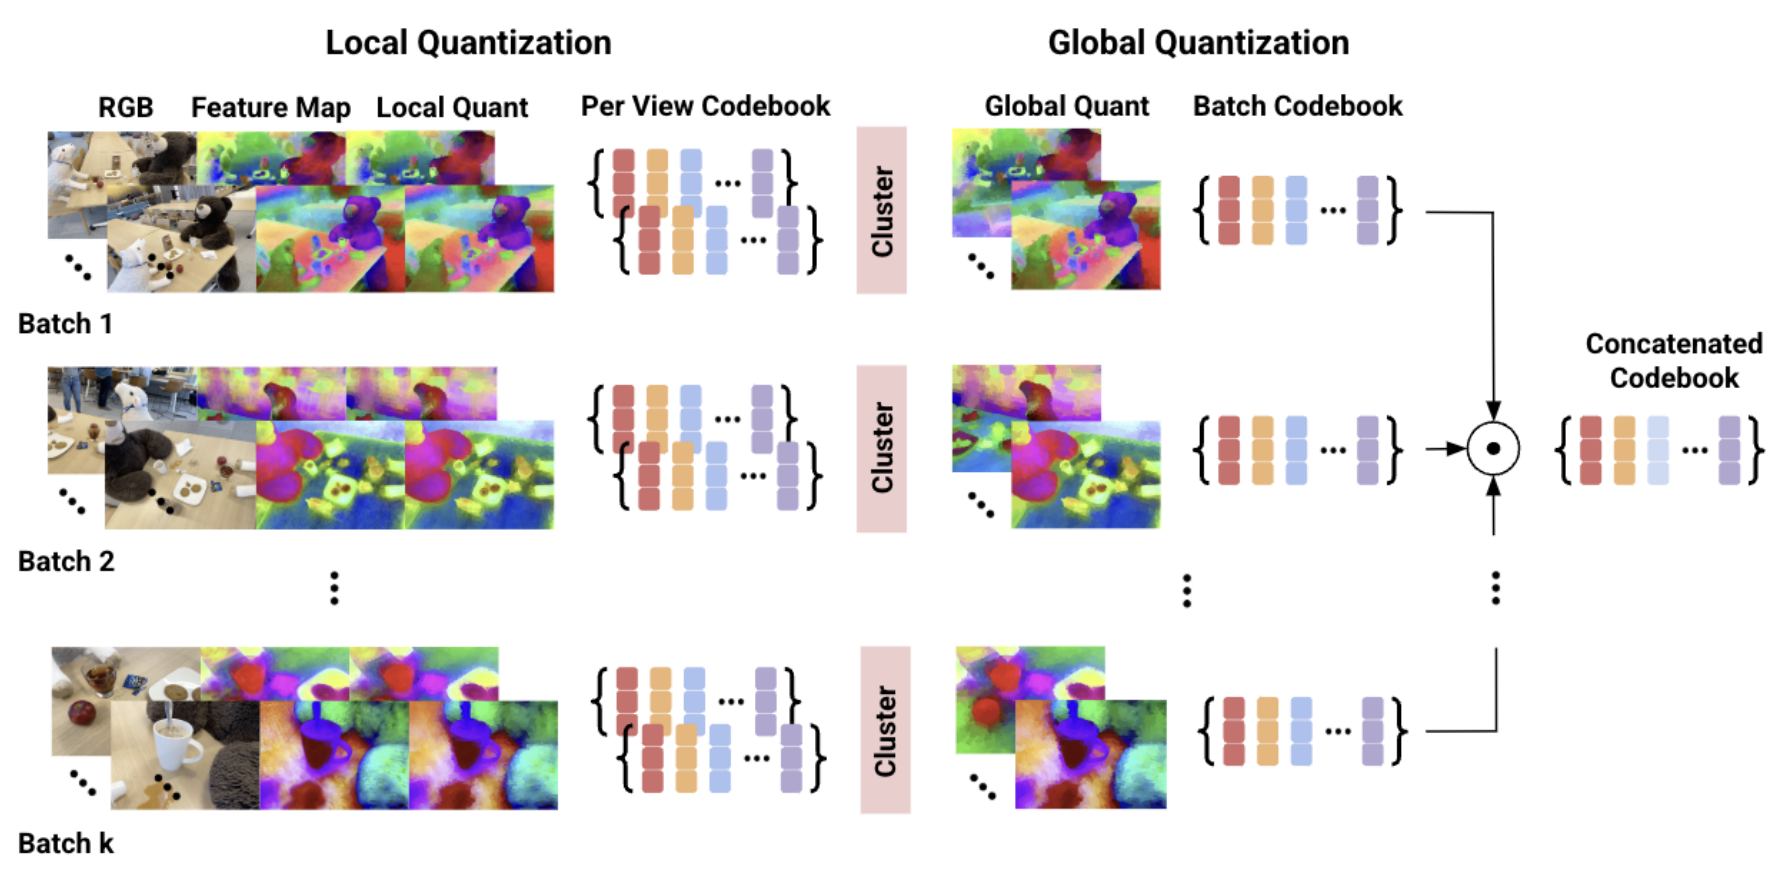 Local Quantization
Global Quantization
RGB
Feature Map
Local Quant
Per View Codebook
Global Quant
Batch Codebook
Cluster
Batch 1
Concatenated
Codebook
Cluster
Batch 2
Cluster
Batch k